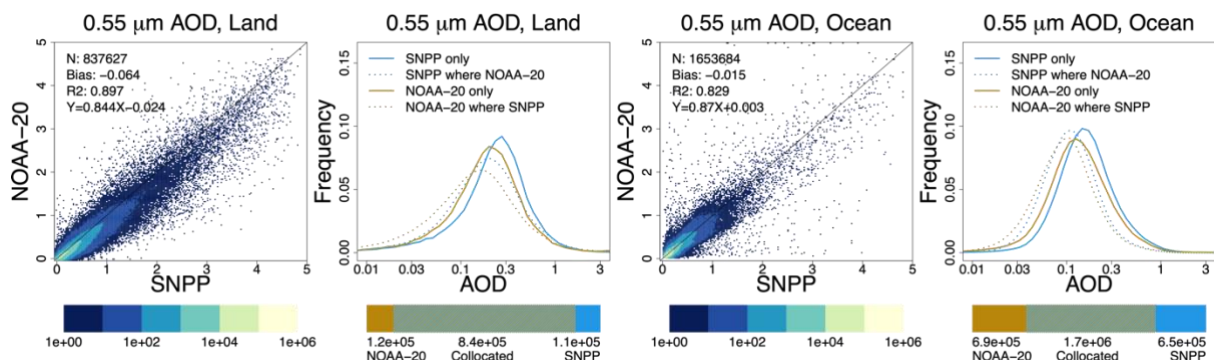 0.55 μm AOD, Land
5
4
3
2
1
0
NOAA−20
N: 837627
Bias: −0.064
R2: 0.897
Y=0.844X−0.024
0 1 2 3 4 5
SNPP
1e+00 1e+02 1e+04 1e+06
0.55 μm AOD, Land
0.15
0.10
0.05
0.00
Frequency
SNPP only
SNPP where NOAA−20
NOAA−20 only
NOAA−20 where SNPP
0.01 0.03 0.1 0.3 1 3
AOD
1.2e+05 8.4e+05 1.1e+05
NOAA−20 Collocated SNPP
0.55 μm AOD, Ocean
5
4
3
2
1
0
NOAA−20
N: 1653684
Bias: −0.015
R2: 0.829
Y=0.87X+0.003
0 1 2 3 4 5
SNPP
1e+00 1e+02 1e+04 1e+06
0.55 μm AOD, Ocean
0.15
0.10
0.05
0.00
Frequency
SNPP only
SNPP where NOAA−20
NOAA−20 only
NOAA−20 where SNPP
0.01 0.03 0.1 0.3 1 3
AOD
6.9e+05 1.7e+06 6.5e+05
NOAA−20 Collocated SNPP